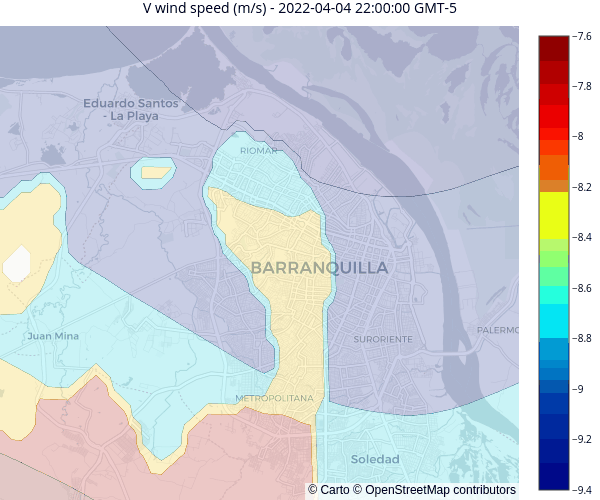 V wind speed (m/s) - 2022-04-04 22:00:00 GMT-5
−7.6
Eduardo Santos
- La Playa
−7.8
−8
RIOMAR
−8.2
−8.4
BARRANQUILLA
−8.6
Juan Mina
SURORIENTE
PALERMO
−8.8
−9
METROPOLITANA
−9.2
Soledad
−9.4
© Carto © OpenStreetMap contributors